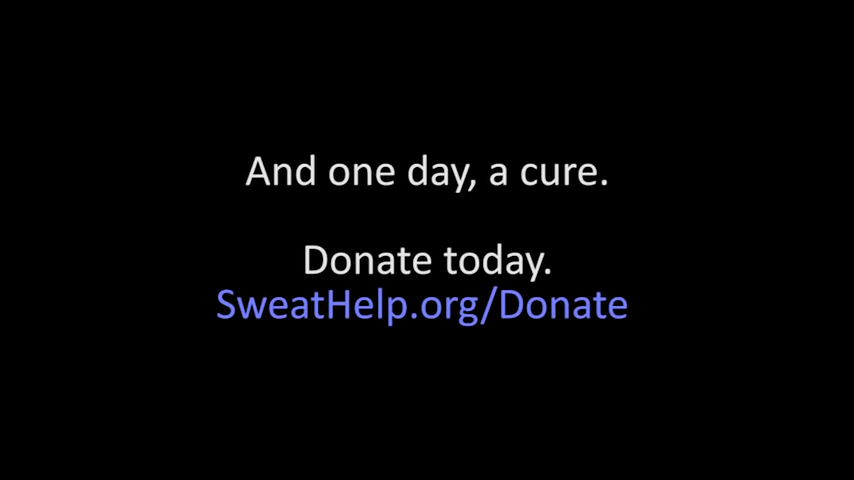 And one day, a cure.
Donate today.
SweatHelp.org/Donate